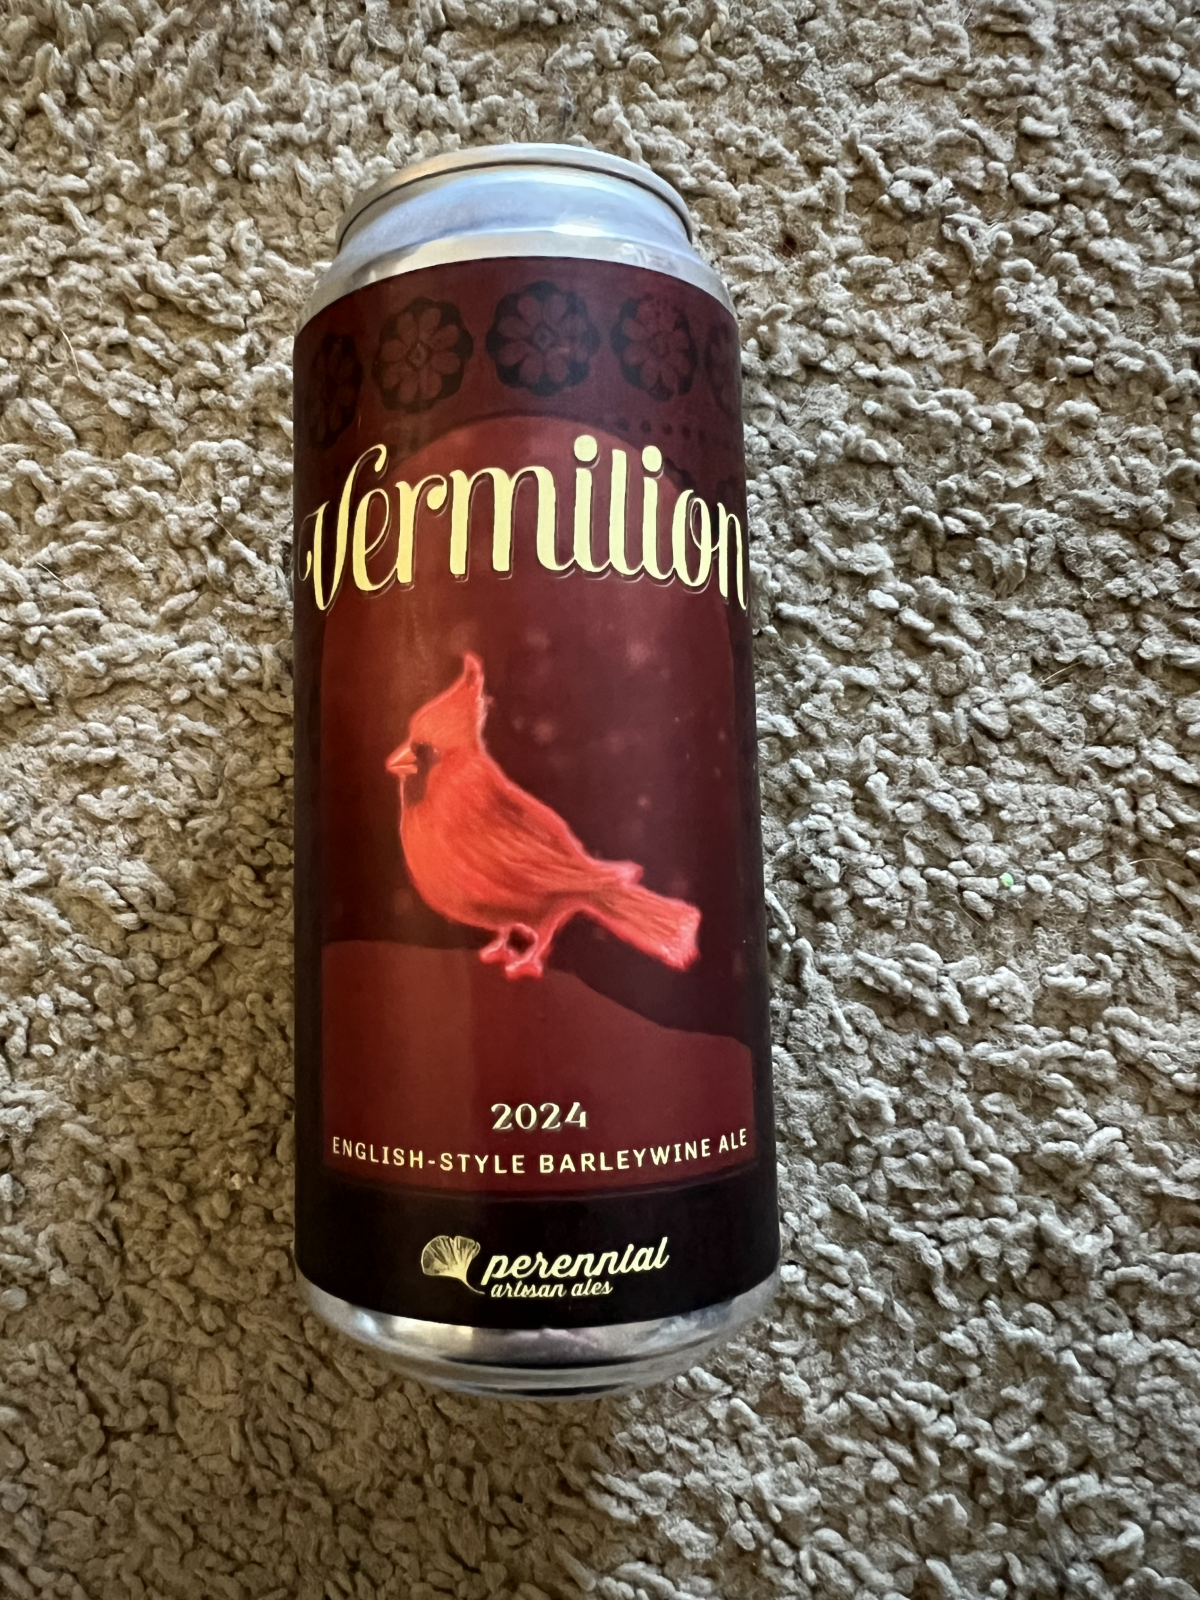 Vermilion
2024
ENGLISH-STYLE BARLEYWINE ALE
perennial
artisan ales